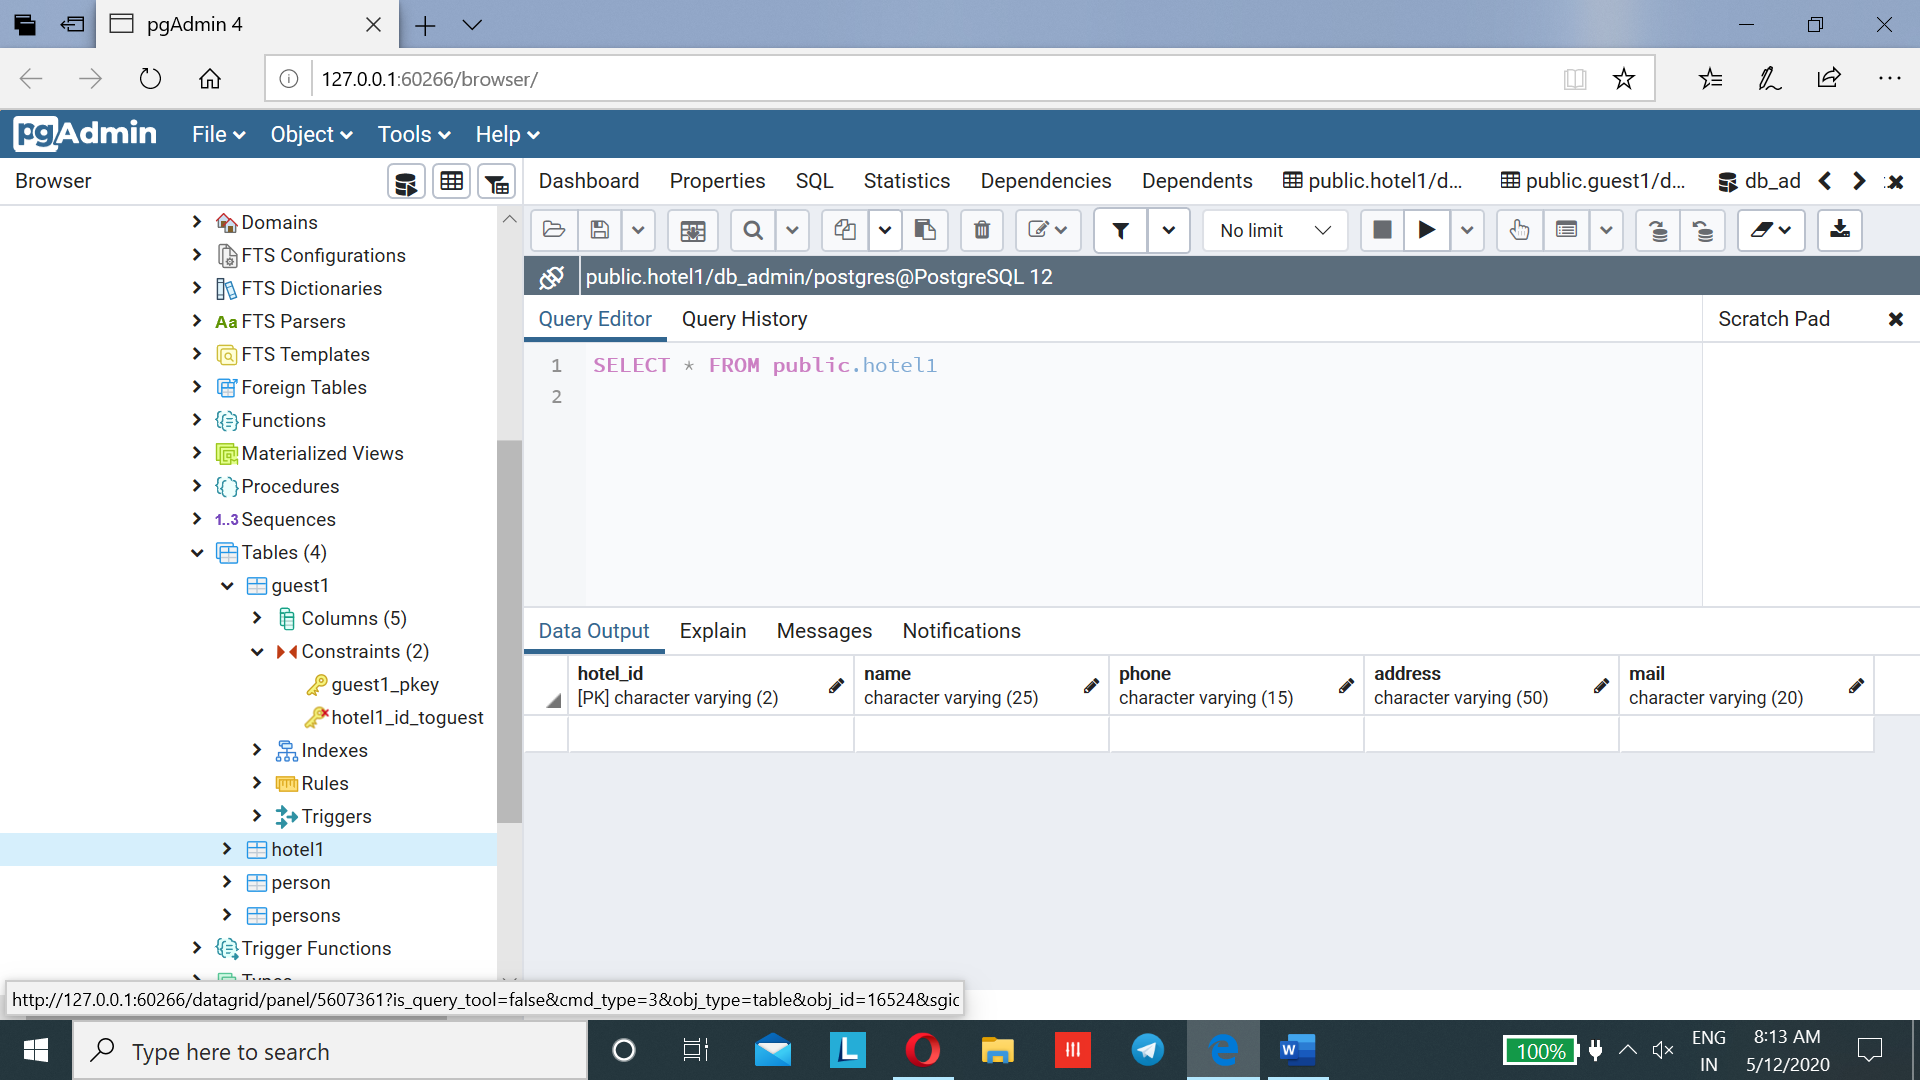 pgAdmin 4
127.0.0.1:60266/browser/
pgAdmin File Object Tools Help
Browser
Dashboard Properties SQL Statistics Dependencies Dependents public.hotel1/d... public.guest1/d... db_ad
No limit
public.hotel1/db_admin/postgres@PostgreSQL 12
Query Editor Query History
Scratch Pad
1 SELECT * FROM public.hotel1
2
Domains
FTS Configurations
FTS Dictionaries
Aa FTS Parsers
FTS Templates
Foreign Tables
Functions
Materialized Views
Procedures
1..3 Sequences
Tables (4)
guest1
Columns (5)
Constraints (2)
guest1_pkey
hotel1_id_toguest
Indexes
Rules
Triggers
hotel1
person
persons
Trigger Functions
Data Output Explain Messages Notifications
hotel_id name phone address mail
[PK] character varying (2) character varying (25) character varying (15) character varying (50) character varying (20)
http://127.0.0.1:60266/datagrid/panel/5607361?is_query_tool=false&cmd_type=3&obj_type=table&obj_id=16524&sgic
Type here to search
L
W
100%
ENG
IN
8:13 AM
5/12/2020